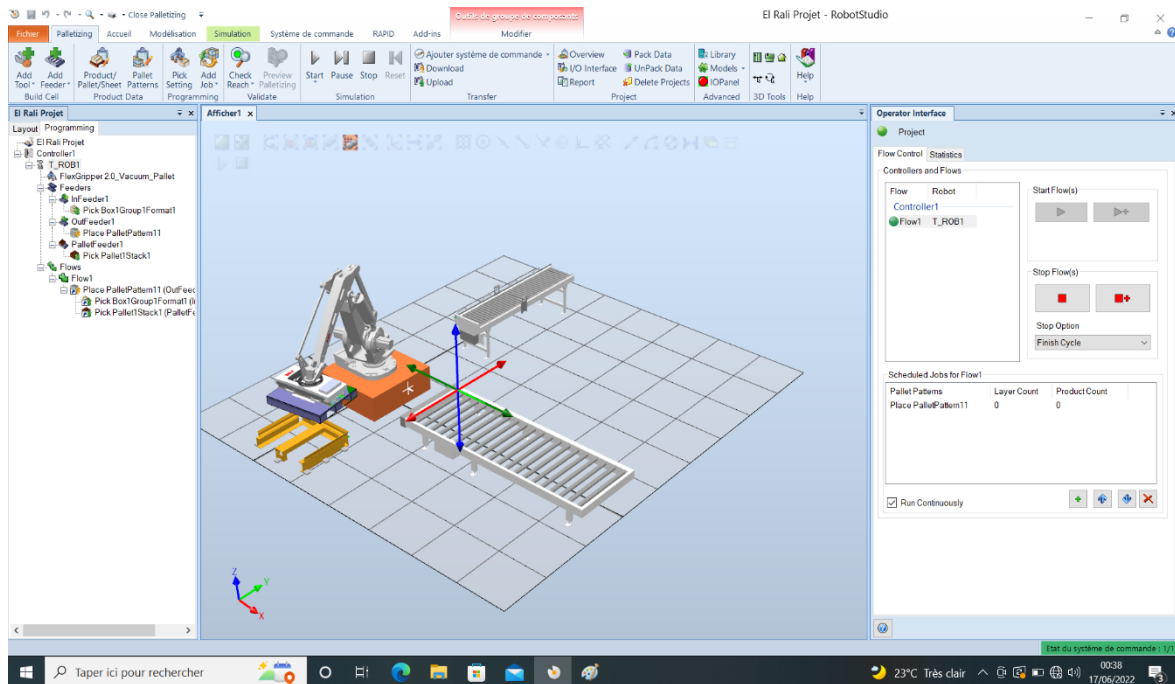 Close Palletizing
Outils de groupe de composants
El Rali Projet - RobotStudio
Fichier Palletizing Accueil Modélisation Simulation Système de commande RAPID Add-ins Modifier
Add Tool Add Feeder Product/ Pallet/Sheet Pallet Patterns Pick Setting Add Job Check Reach Preview Palletizing Start Pause Stop Reset
Ajouter système de commande Overview Pack Data Library
Download I/O Interface UnPack Data Models
Upload Report Delete Projects IOPanel Help
Build Cell Product Data Programming Validate Simulation Transfer Project Advanced 3D Tools Help
El Rali Projet
Layout Programming
El Rali Projet
Controller1
T_ROB1
FlexGripper 2.0_Vacuum_Pallet
Feeders
InFeeder1
Pick Box1Group1Format1
OutFeeder1
Place PalletPattern11
PalletFeeder1
Pick Pallet1Stack1
Flows
Flow1
Place PalletPattern11 (OutFeec
Pick Box1Group1Format1 (I
Pick Pallet1Stack1 (PalletFe
Afficher1
Z
Y
X
Operator Interface
Project
Flow Control Statistics
Controllers and Flows
Flow Robot
Controller1
Flow1 T_ROB1
Start Flow(s)
Stop Flow(s)
Stop Option
Finish Cycle
Scheduled Jobs for Flow1
Pallet Patterns Layer Count Product Count
Place PalletPattern11 0 0
Run Continuously
Etat du système de commande : 1/1
Taper ici pour rechercher
23°C Très clair
00:38
17/06/2022